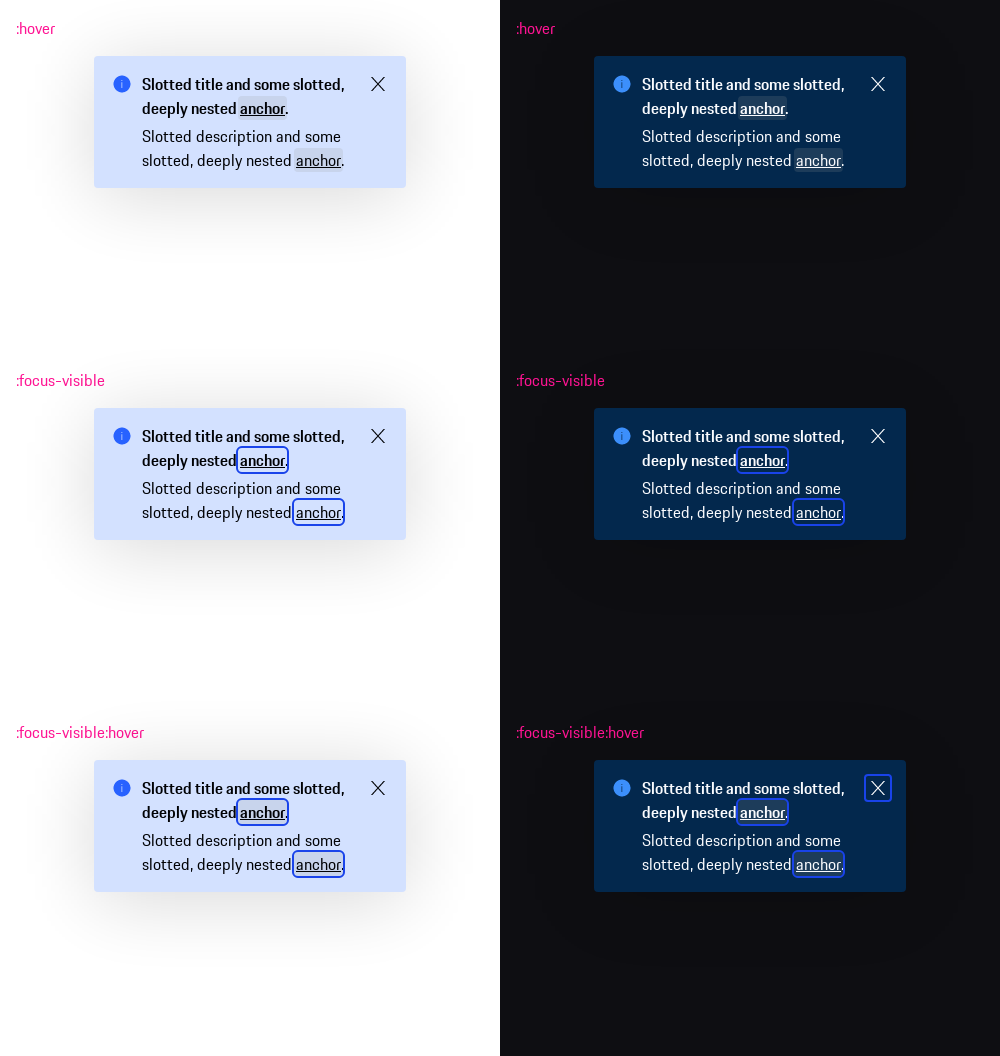 :hover
Slotted title and some slotted,
deeply nested anchor.
Slotted description and some
slotted, deeply nested anchor.
:hover
Slotted title and some slotted,
deeply nested anchor.
Slotted description and some
slotted, deeply nested anchor.
:focus-visible
Slotted title and some slotted,
deeply nested anchor.
Slotted description and some
slotted, deeply nested anchor.
:focus-visible
Slotted title and some slotted,
deeply nested anchor.
Slotted description and some
slotted, deeply nested anchor.
:focus-visible:hover
Slotted title and some slotted,
deeply nested anchor.
Slotted description and some
slotted, deeply nested anchor.
:focus-visible:hover
Slotted title and some slotted,
deeply nested anchor.
Slotted description and some
slotted, deeply nested anchor.